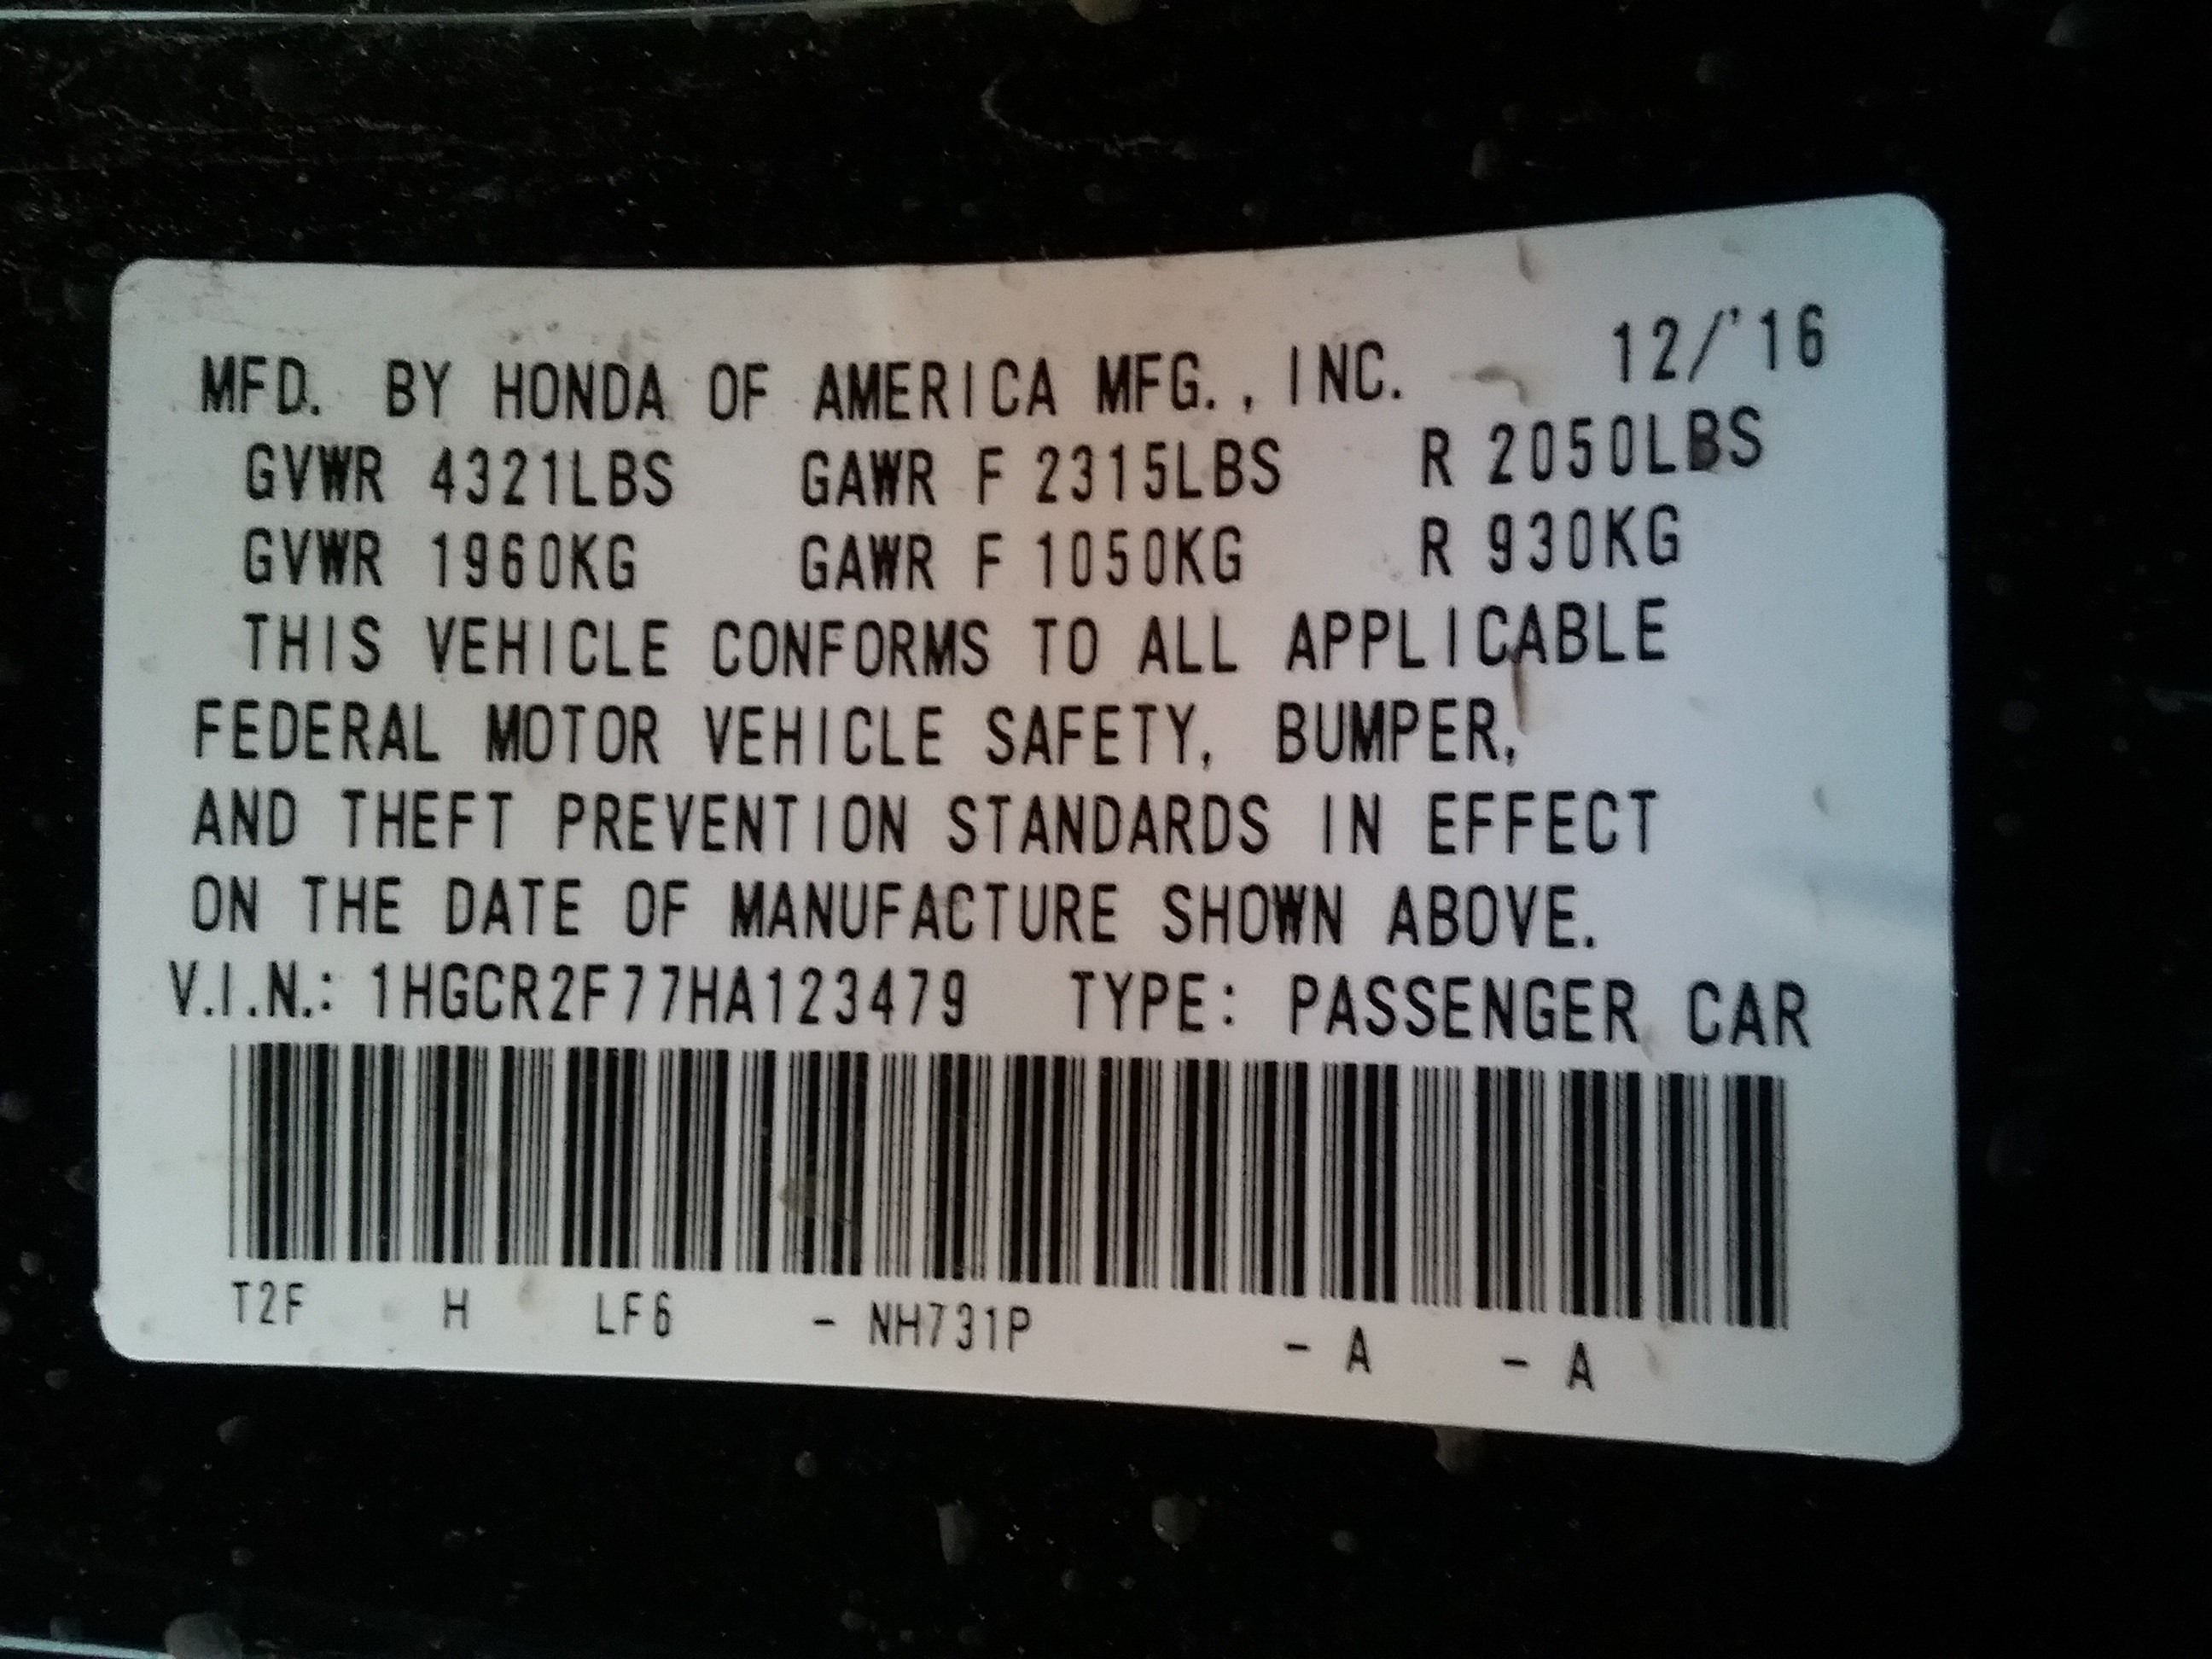 MFD. BY HONDA OF AMERICA MFG., INC. 12/'16
GVWR 4321LBS GAWR F 2315LBS R 2050LBS
GVWR 1960KG GAWR F 1050KG R 930KG
THIS VEHICLE CONFORMS TO ALL APPLICABLE
FEDERAL MOTOR VEHICLE SAFETY, BUMPER,
AND THEFT PREVENTION STANDARDS IN EFFECT
ON THE DATE OF MANUFACTURE SHOWN ABOVE.
V.I.N.: 1HGCR2F77HA123479 TYPE: PASSENGER CAR
T2F H LF6 - NH731P - A - A